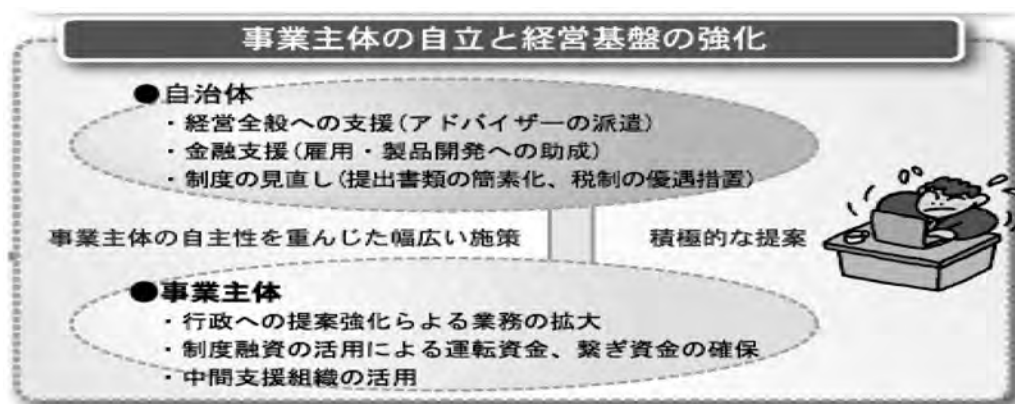 事業主体の自立と経営基盤の強化
●自治体
・経営全般への支援(アドバイザーの派遣)
・金融支援(雇用・製品開発への助成)
・制度の見直し(提出書類の簡素化、税制の優遇措置)
事業主体の自主性を重んじた幅広い施策
積極的な提案
●事業主体
・行政への提案強化らよる業務の拡大
・制度融資の活用による運転資金、繋ぎ資金の確保
・中間支援組織の活用